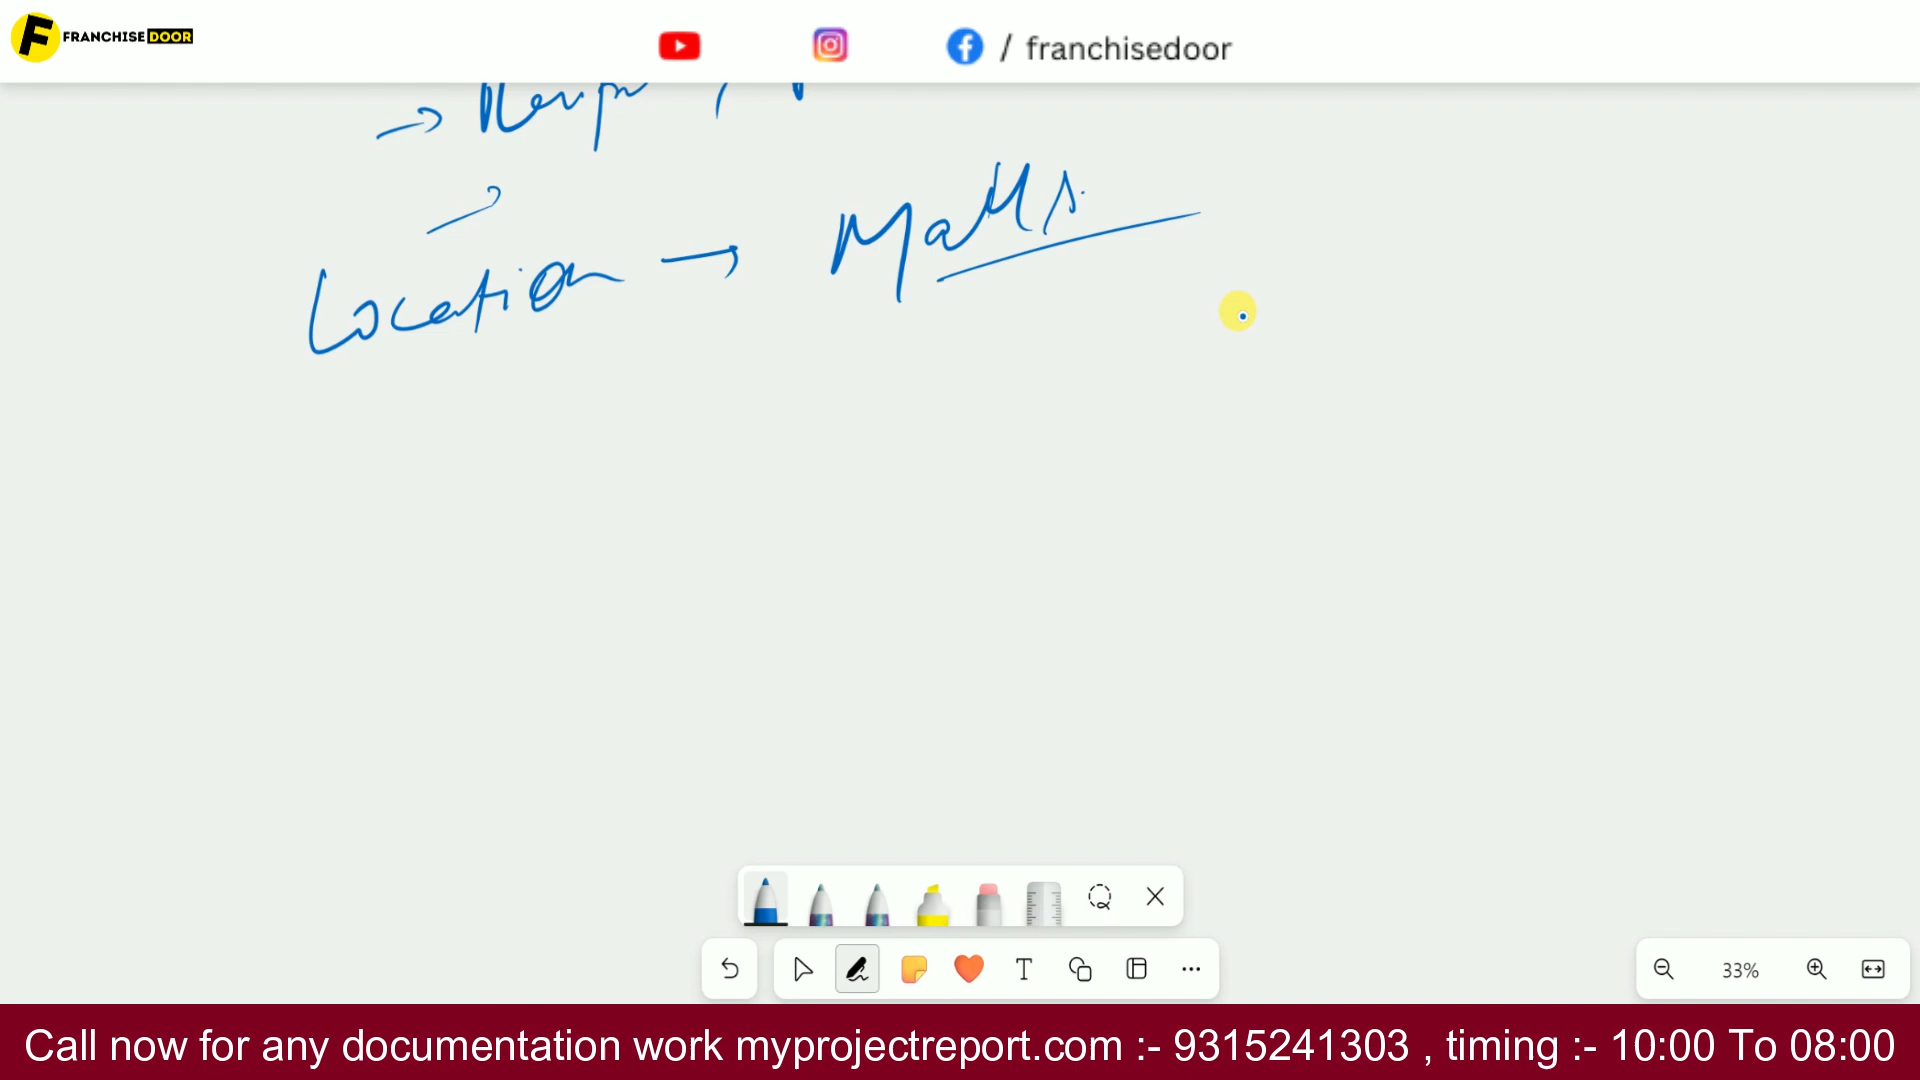 FRANCHISE DOOR
/ franchisedoor
Location → Malls
33%
Call now for any documentation work myprojectreport.com :- 9315241303 , timing :- 10:00 To 08:00